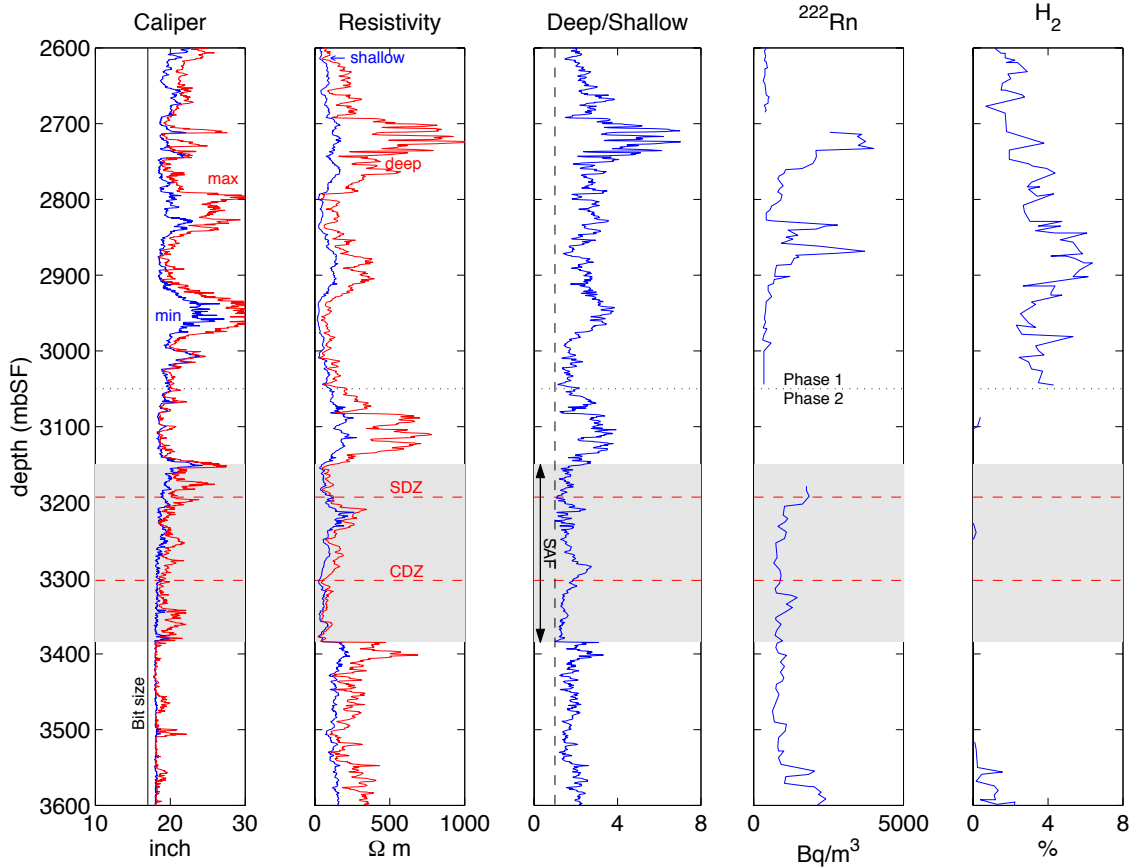 Caliper Resistivity Deep/Shallow ²²²Rn H₂
2600
2700
2800
2900
3000
3100
3200
3300
3400
3500
3600
depth (mbSF)
max
min
Bit size
10 20 30
inch
← shallow
deep
SDZ
CDZ
0 500 1000
Ω m
SAF
0 4 8
Phase 1
Phase 2
0 5000
Bq/m³
0 4 8
%